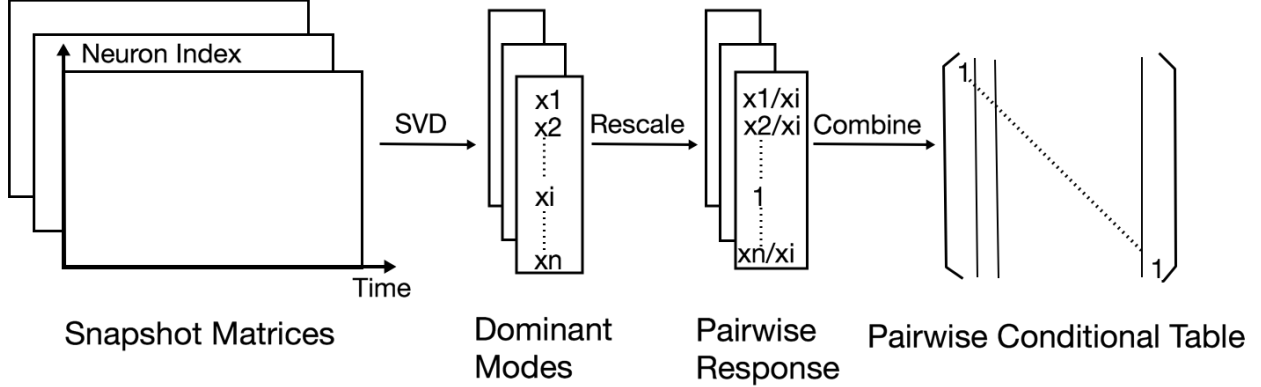 Neuron Index
Time
SVD
x1
x2
xi
xn
Rescale
x1/xi
x2/xi
1
xn/xi
Combine
1
1
Snapshot Matrices
Dominant
Modes
Pairwise
Response
Pairwise Conditional Table